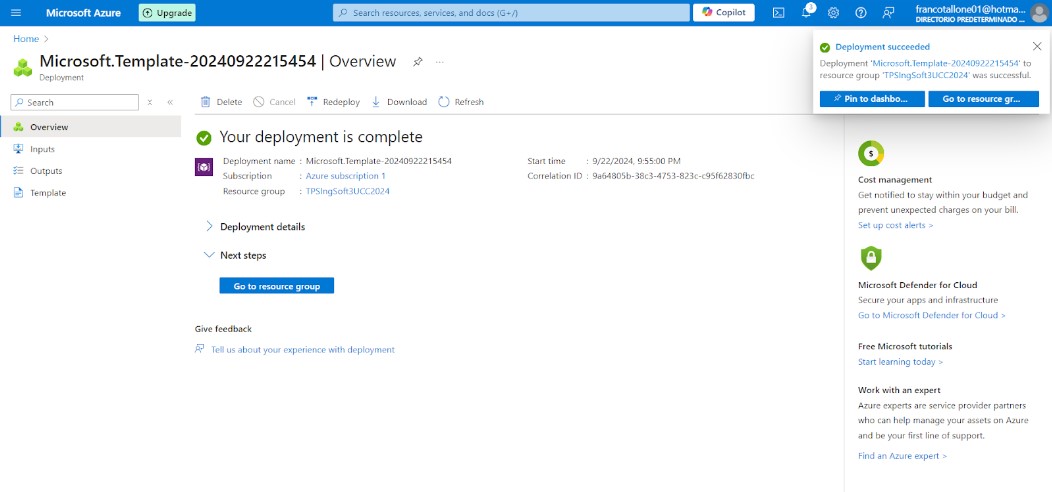 Microsoft Azure
Upgrade
Search resources, services, and docs (G+/)
Copilot
3
francotallone01@hotma...
DIRECTORIO PREDETERMINADO ...
Home >
Microsoft.Template-20240922215454 | Overview
Deployment
Deployment succeeded
Deployment 'Microsoft.Template-20240922215454' to
resource group 'TPSIngSoft3UCC2024' was successful.
Pin to dashbo...
Go to resource gr...
Search
Overview
Inputs
Outputs
Template
Delete
Cancel
Redeploy
Download
Refresh
Your deployment is complete
Deployment name : Microsoft.Template-20240922215454
Subscription : Azure subscription 1
Resource group : TPSIngSoft3UCC2024
Start time : 9/22/2024, 9:55:00 PM
Correlation ID : 9a64805b-38c3-4753-823c-c95f62830fbc
Deployment details
Next steps
Go to resource group
Give feedback
Tell us about your experience with deployment
Cost management
Get notified to stay within your budget and
prevent unexpected charges on your bill.
Set up cost alerts >
Microsoft Defender for Cloud
Secure your apps and infrastructure
Go to Microsoft Defender for Cloud >
Free Microsoft tutorials
Start learning today >
Work with an expert
Azure experts are service provider partners
who can help manage your assets on Azure
and be your first line of support.
Find an Azure expert >